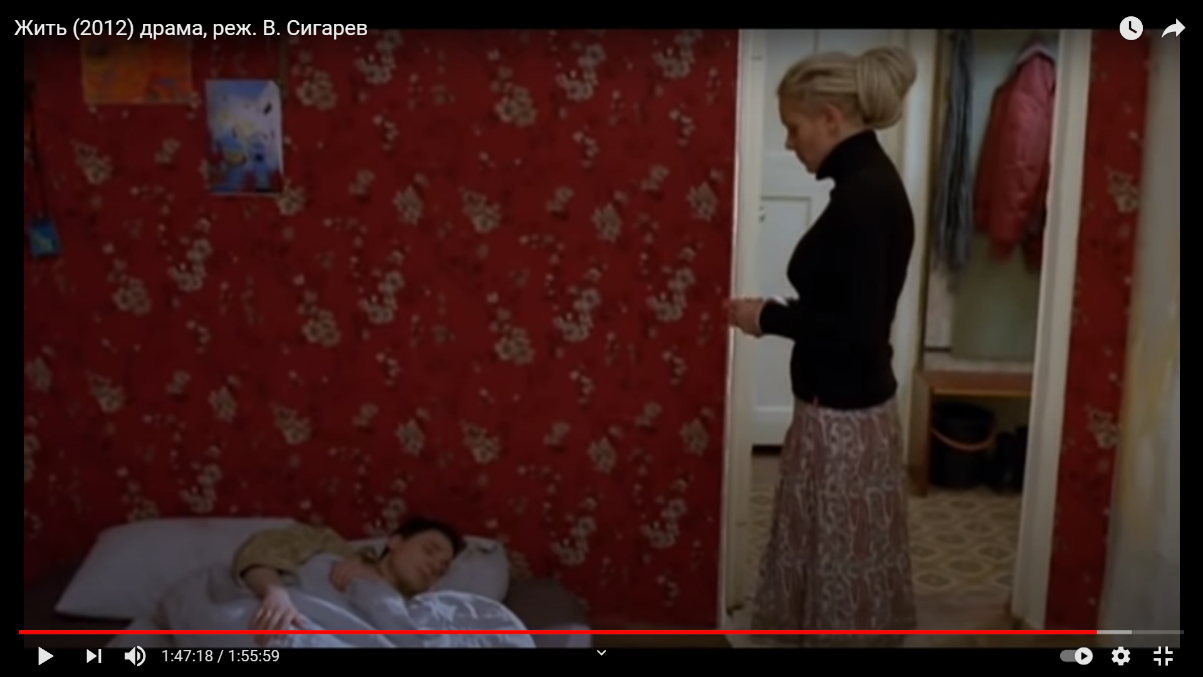 Жить (2012) драма, реж. В. Сигарев
1:47:18 / 1:55:59